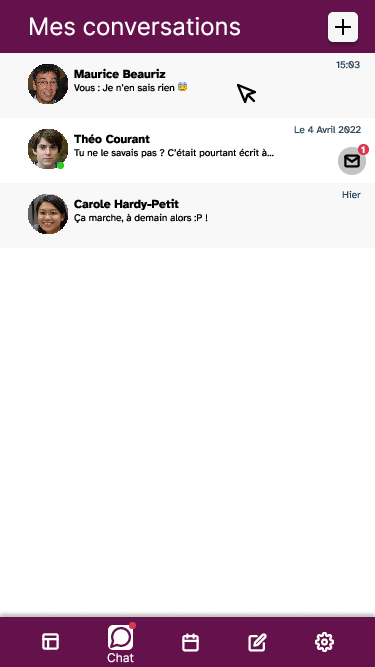 Mes conversations
15:03
Maurice Beauriz
Vous : Je n'en sais rien 😨
Le 4 Avril 2022
Théo Courant
Tu ne le savais pas ? C'était pourtant écrit à...
1
Hier
Carole Hardy-Petit
Ça marche, à demain alors :P !
Chat